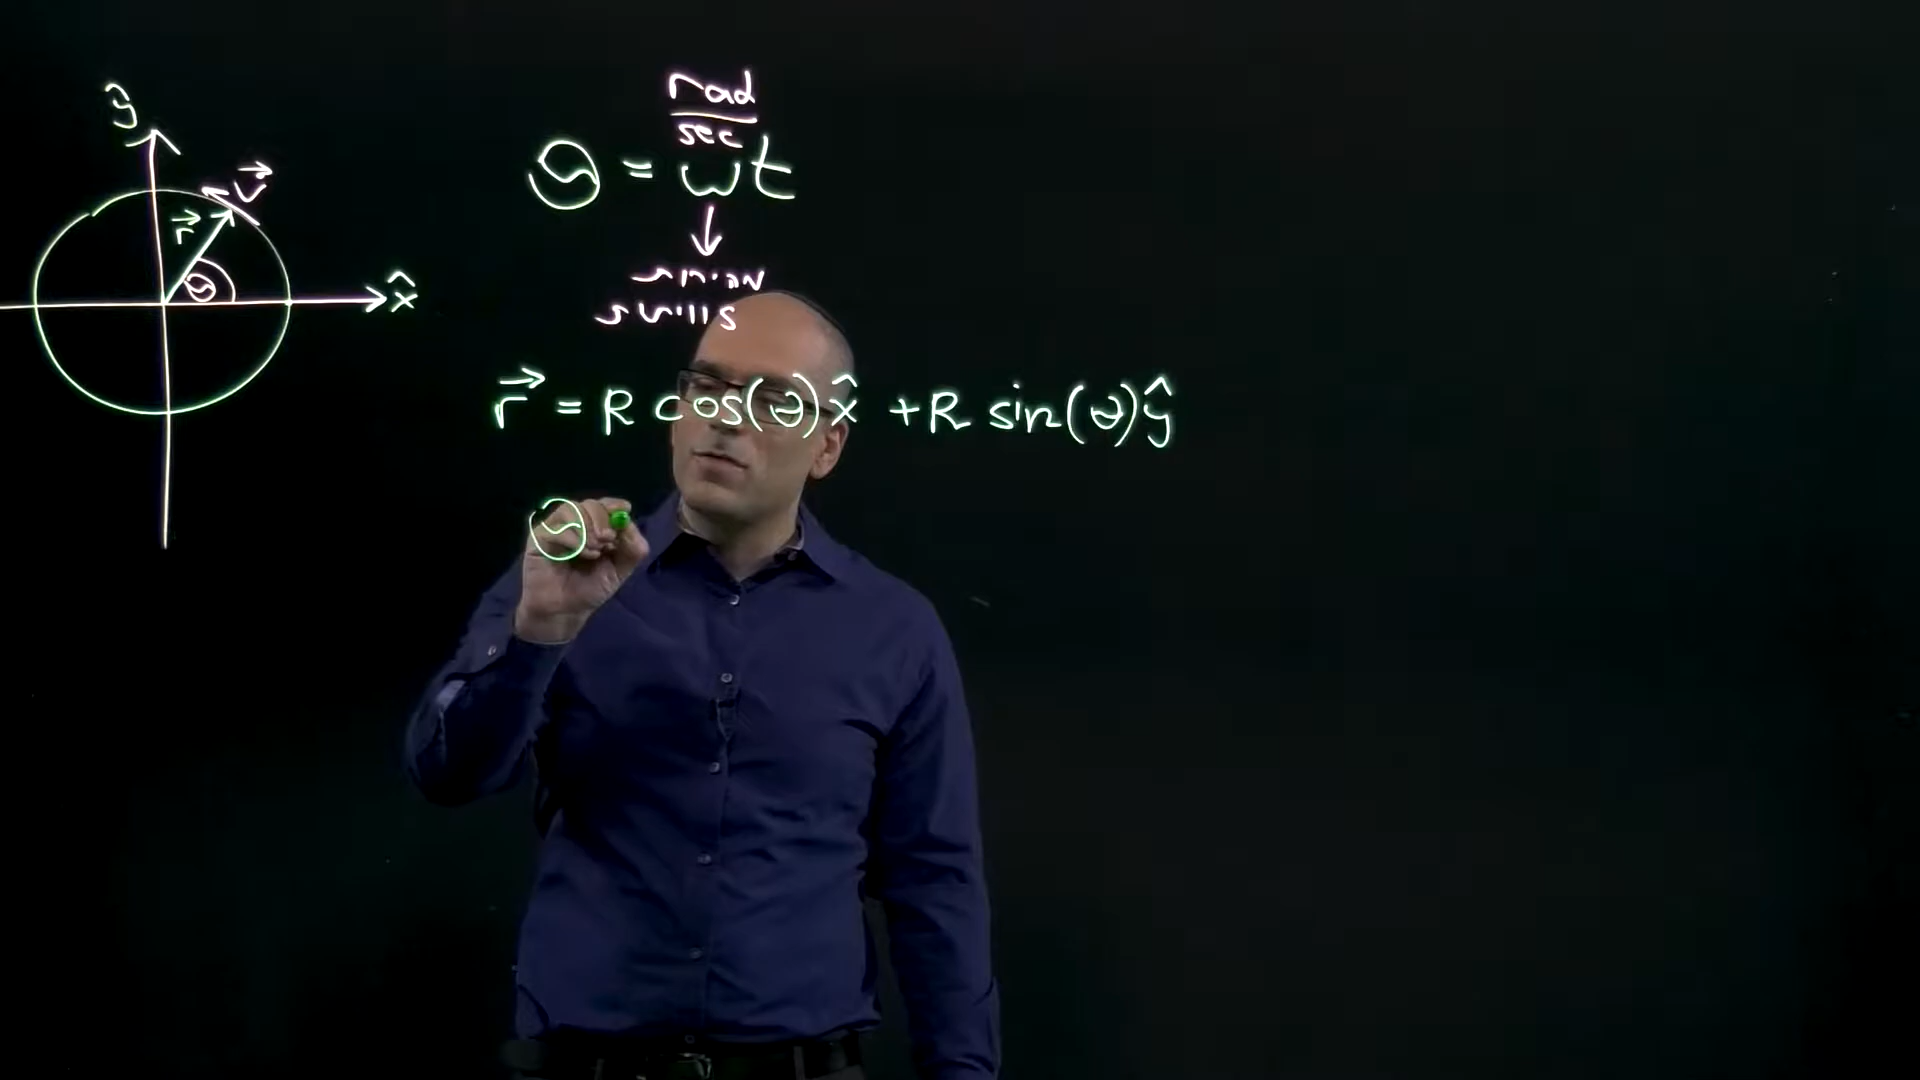 ŷ
v⃗
r⃗
θ
x̂
rad
sec
θ = ωt
r⃗ = R cos(θ)x̂ + R sin(θ)ŷ
θ